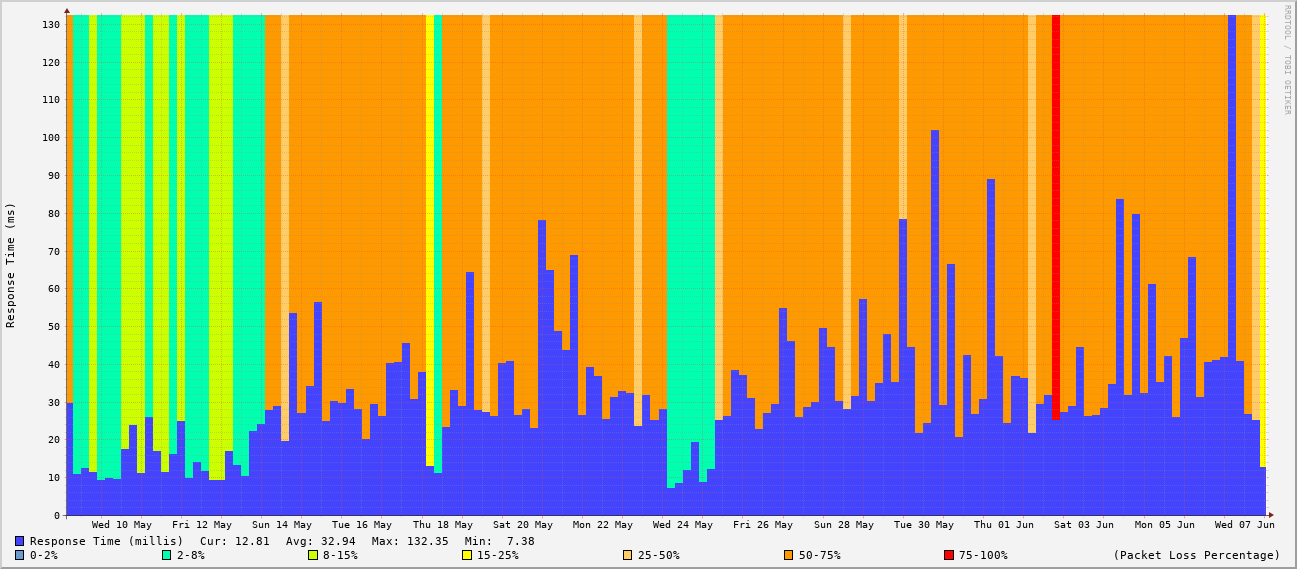 RRDTOOL / TOBI OETIKER
Response Time (ms)
130
120
110
100
90
80
70
60
50
40
30
20
10
0
Wed 10 May Fri 12 May Sun 14 May Tue 16 May Thu 18 May Sat 20 May Mon 22 May Wed 24 May Fri 26 May Sun 28 May Tue 30 May Thu 01 Jun Sat 03 Jun Mon 05 Jun Wed 07 Jun
Response Time (millis) Cur: 12.81 Avg: 32.94 Max: 132.35 Min: 7.38
0-2% 2-8% 8-15% 15-25% 25-50% 50-75% 75-100% (Packet Loss Percentage)